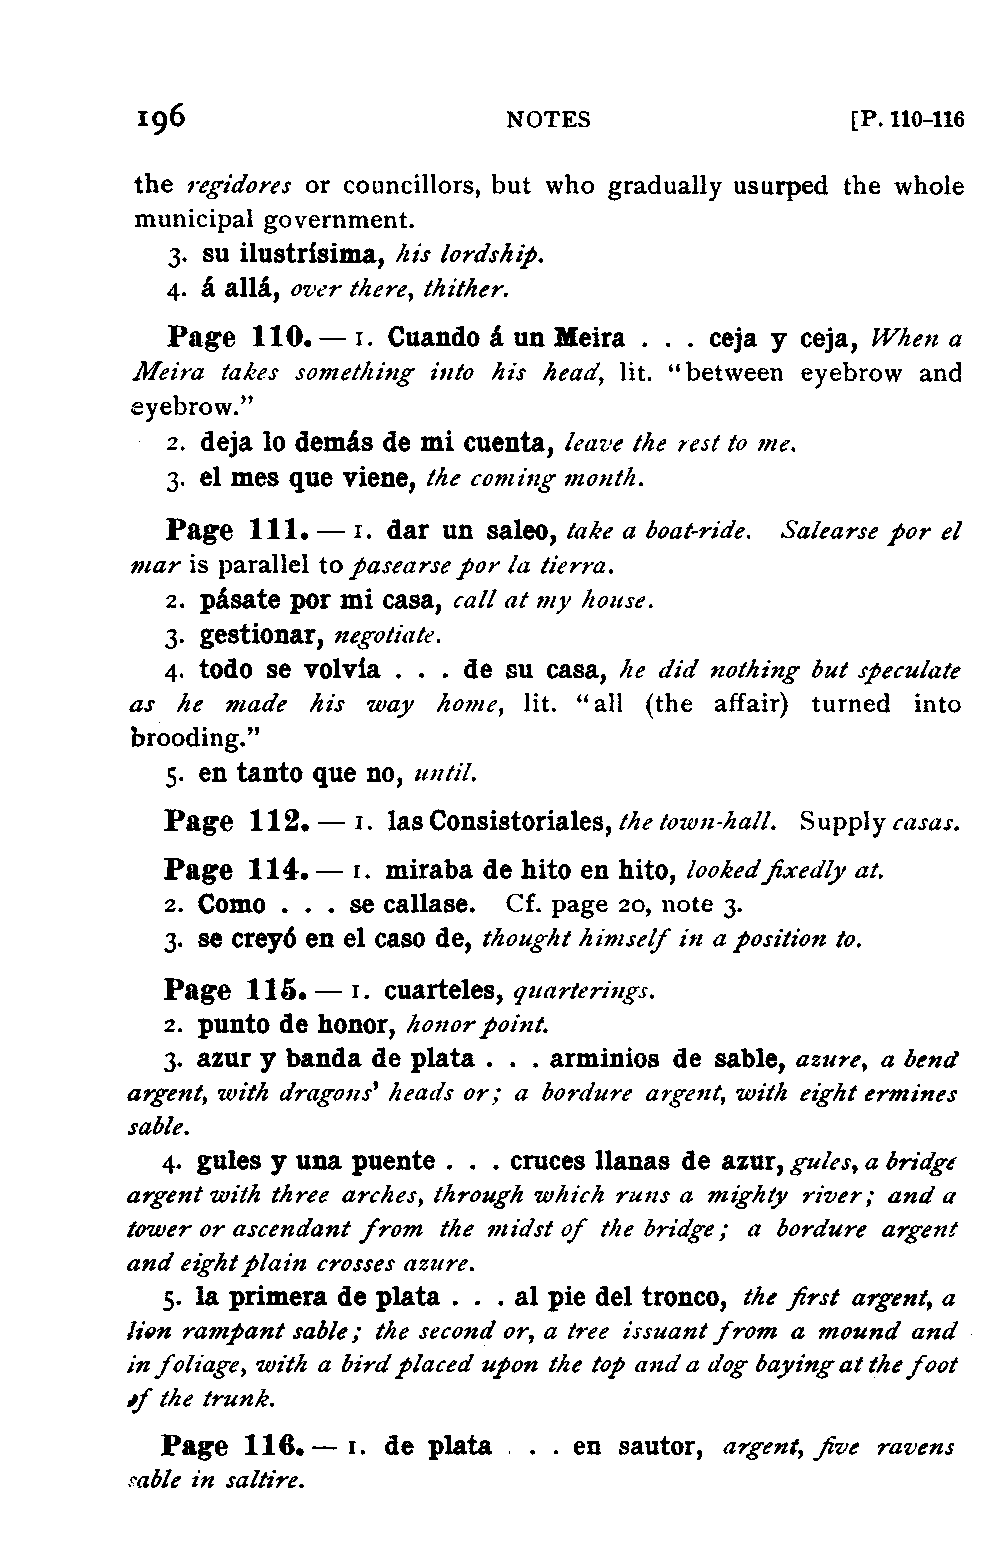 196 NOTES [P. 110–116
the regidores or councillors, but who gradually usurped the whole
municipal government.
3. su ilustrísima, his lordship.
4. á allá, over there, thither.
Page 110. — 1. Cuando á un Meira . . . ceja y ceja, When a
Meira takes something into his head, lit. “between eyebrow and
eyebrow.”
2. deja lo demás de mi cuenta, leave the rest to me.
3. el mes que viene, the coming month.
Page 111. — 1. dar un saleo, take a boat-ride. Salearse por el
mar is parallel to pasearse por la tierra.
2. pásate por mi casa, call at my house.
3. gestionar, negotiate.
4. todo se volvía . . . de su casa, he did nothing but speculate
as he made his way home, lit. “all (the affair) turned into
brooding.”
5. en tanto que no, until.
Page 112. — 1. las Consistoriales, the town-hall. Supply casas.
Page 114. — 1. miraba de hito en hito, looked fixedly at.
2. Como . . . se callase. Cf. page 20, note 3.
3. se creyó en el caso de, thought himself in a position to.
Page 115. — 1. cuarteles, quarterings.
2. punto de honor, honor point.
3. azur y banda de plata . . . arminios de sable, azure, a bend
argent, with dragons’ heads or; a bordure argent, with eight ermines
sable.
4. gules y una puente . . . cruces llanas de azur, gules, a bridge
argent with three arches, through which runs a mighty river; and a
tower or ascendant from the midst of the bridge; a bordure argent
and eight plain crosses azure.
5. la primera de plata . . . al pie del tronco, the first argent, a
lion rampant sable; the second or, a tree issuant from a mound and
in foliage, with a bird placed upon the top and a dog baying at the foot
of the trunk.
Page 116. — 1. de plata . . . en sautor, argent, five ravens
sable in saltire.